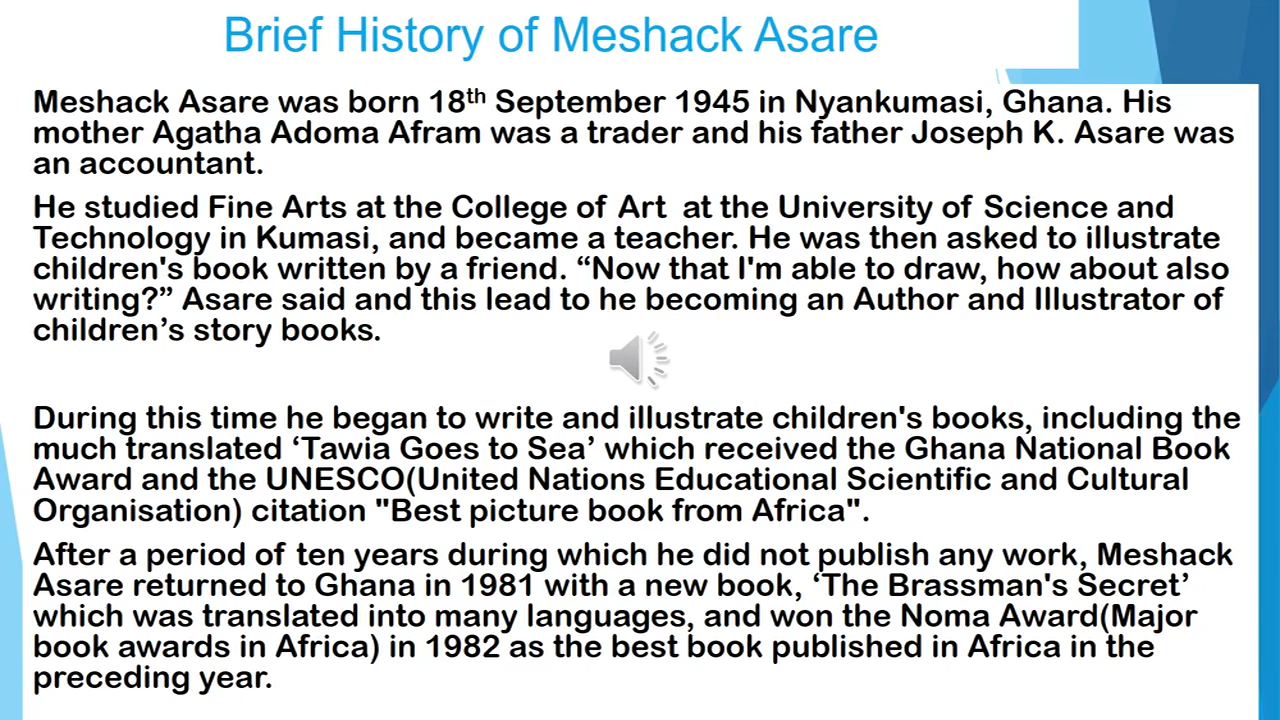 Brief History of Meshack Asare
Meshack Asare was born 18th September 1945 in Nyankumasi, Ghana. His
mother Agatha Adoma Afram was a trader and his father Joseph K. Asare was
an accountant.
He studied Fine Arts at the College of Art  at the University of Science and
Technology in Kumasi, and became a teacher. He was then asked to illustrate
children's book written by a friend. “Now that I'm able to draw, how about also
writing?” Asare said and this lead to he becoming an Author and Illustrator of
children’s story books.
During this time he began to write and illustrate children's books, including the
much translated ‘Tawia Goes to Sea’ which received the Ghana National Book
Award and the UNESCO(United Nations Educational Scientific and Cultural
Organisation) citation "Best picture book from Africa".
After a period of ten years during which he did not publish any work, Meshack
Asare returned to Ghana in 1981 with a new book, ‘The Brassman's Secret’
which was translated into many languages, and won the Noma Award(Major
book awards in Africa) in 1982 as the best book published in Africa in the
preceding year.